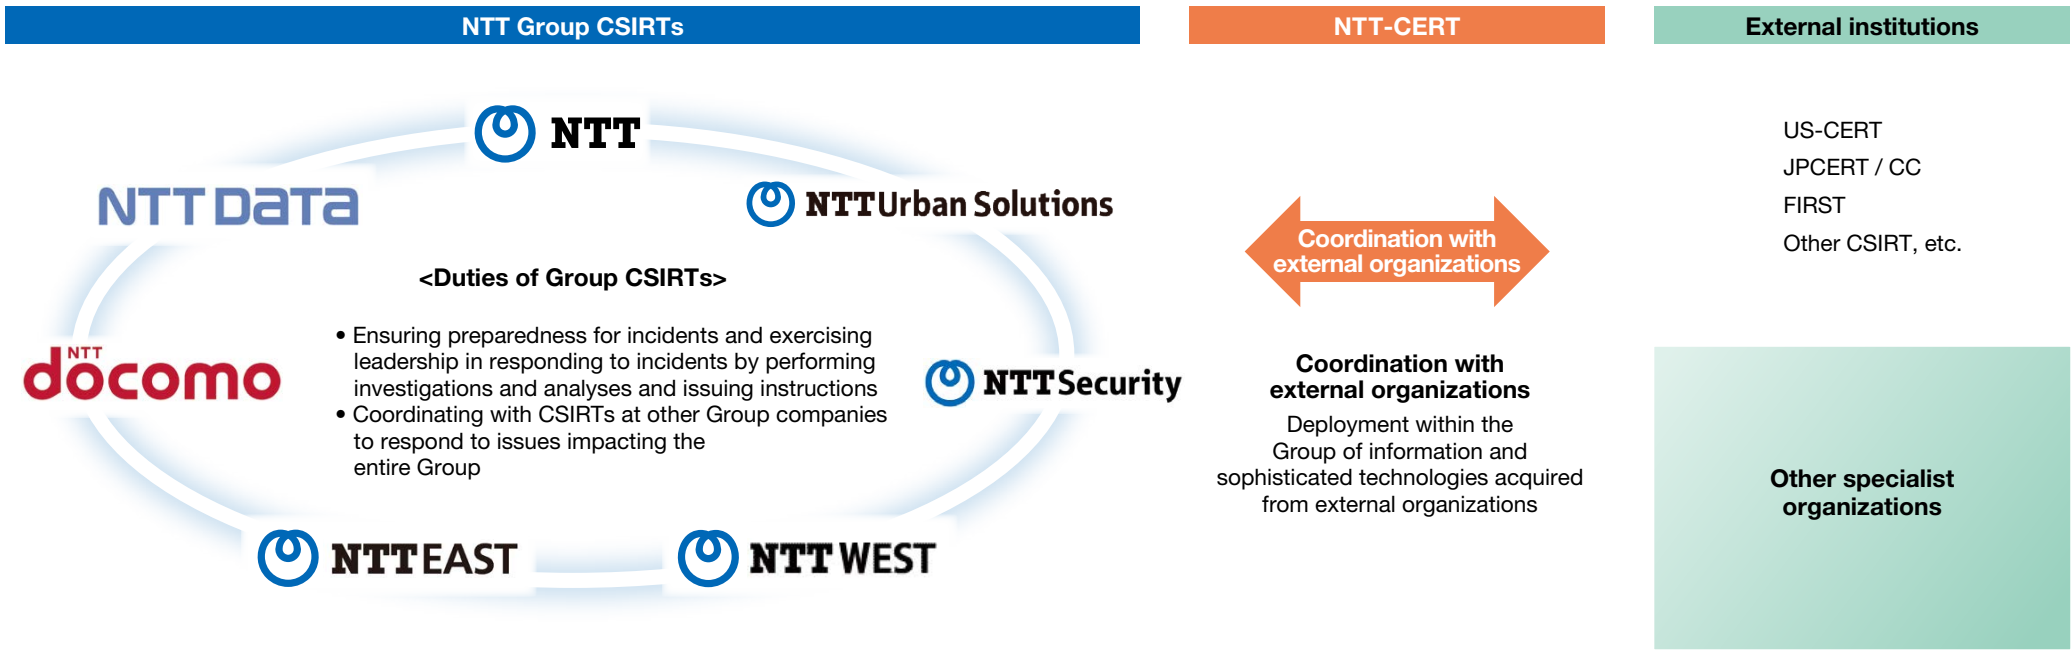 NTT Group CSIRTs
NTT
NTT DATA
NTT Urban Solutions
NTT
docomo
NTT Security
NTT EAST
NTT WEST
<Duties of Group CSIRTs>
• Ensuring preparedness for incidents and exercising
leadership in responding to incidents by performing
investigations and analyses and issuing instructions
• Coordinating with CSIRTs at other Group companies
to respond to issues impacting the
entire Group
NTT-CERT
Coordination with
external organizations
Coordination with
external organizations
Deployment within the
Group of information and
sophisticated technologies acquired
from external organizations
External institutions
US-CERT
JPCERT / CC
FIRST
Other CSIRT, etc.
Other specialist
organizations